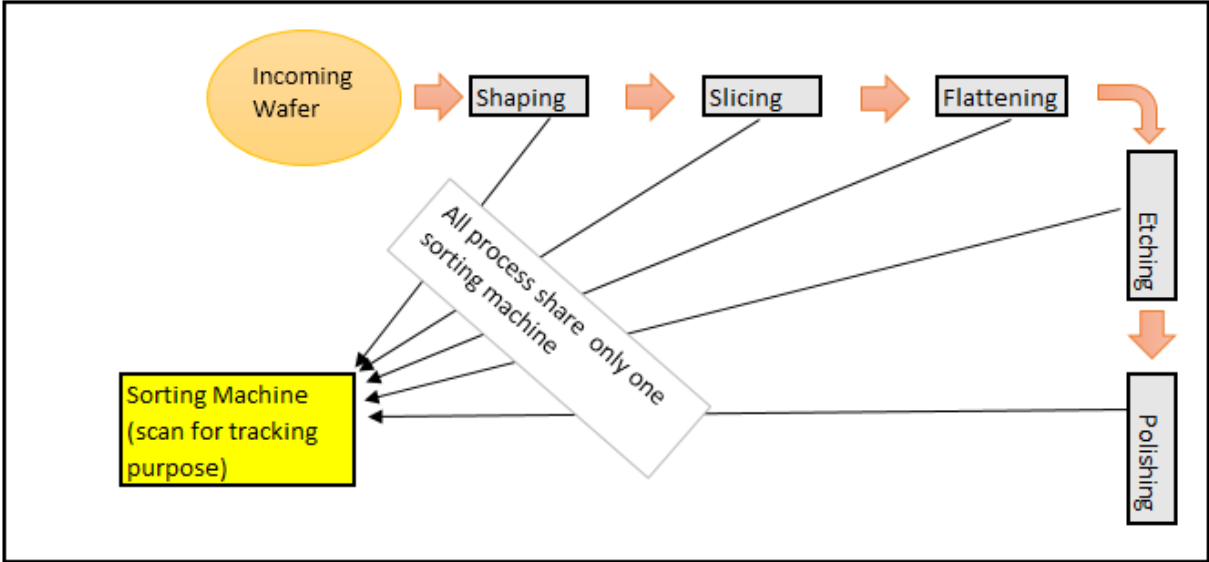 Incoming
Wafer
Shaping
Slicing
Flattening
Etching
All process share only one
sorting machine
Sorting Machine
(scan for tracking
purpose)
Polishing